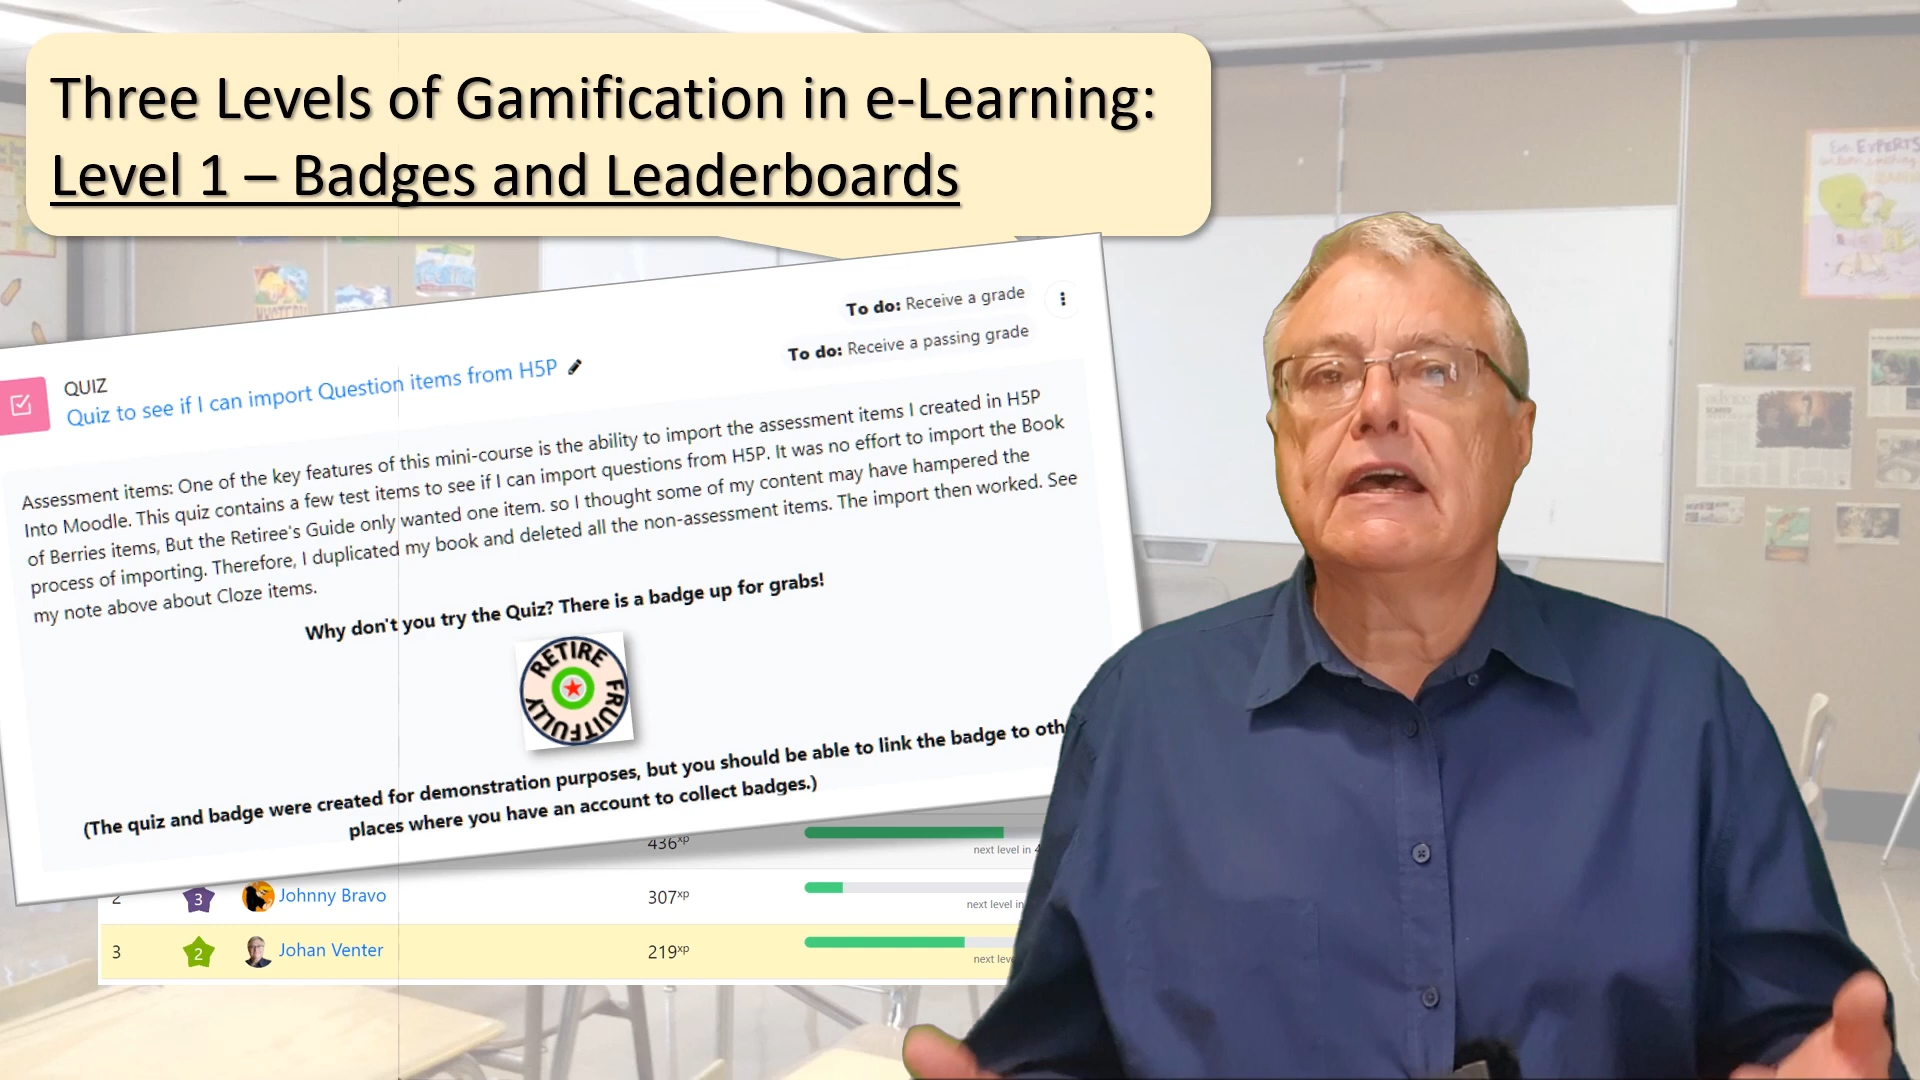 Three Levels of Gamification in e-Learning:
Level 1 – Badges and Leaderboards
To do: Receive a grade
To do: Receive a passing grade
QUIZ
Quiz to see if I can import Question items from H5P
Assessment items: One of the key features of this mini-course is the ability to import the assessment items I created in H5P
Into Moodle. This quiz contains a few test items to see if I can import questions from H5P. It was no effort to import the Book
of Berries items, But the Retiree's Guide only wanted one item. so I thought some of my content may have hampered the
process of importing. Therefore, I duplicated my book and deleted all the non-assessment items. The import then worked. See
my note above about Cloze items.
Why don't you try the Quiz? There is a badge up for grabs!
RETIRE
FRUITFULLY
(The quiz and badge were created for demonstration purposes, but you should be able to link the badge to oth
places where you have an account to collect badges.)
436xp
next level in 4
2 3 Johnny Bravo 307xp
next level in
3 2 Johan Venter 219xp
next leve
EXPERTS